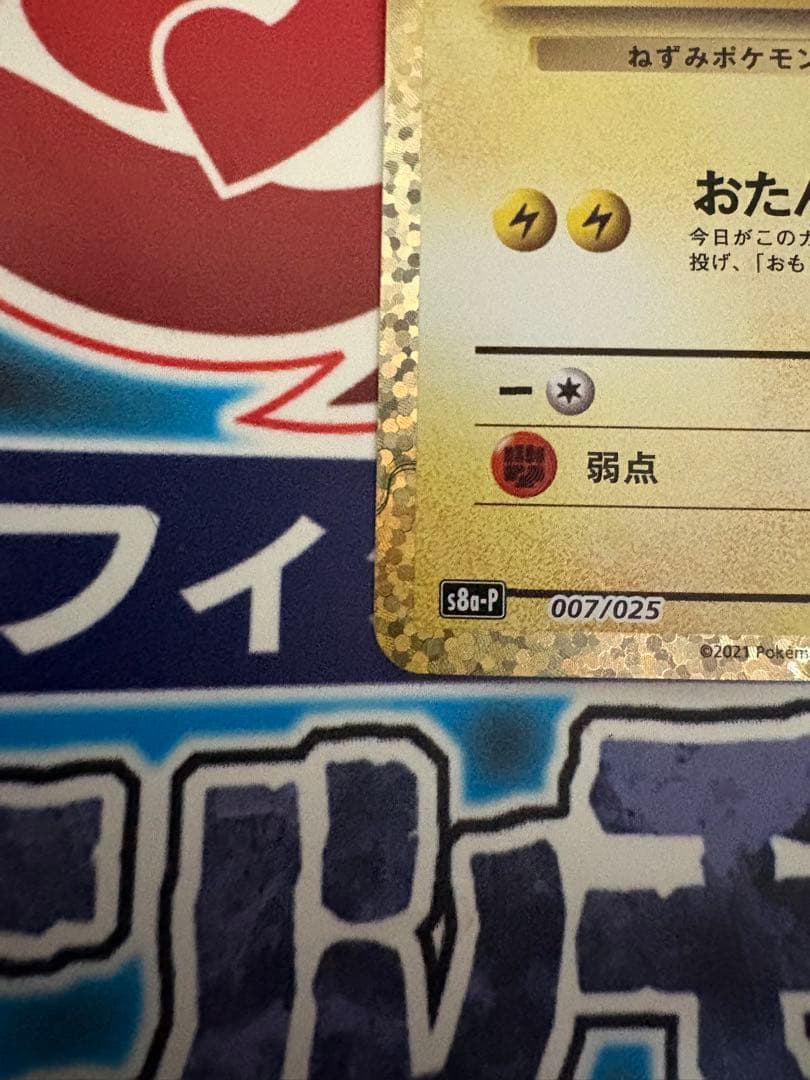 ねずみポケモン
おたん
今日がこのカ
投げ、「おも
弱点
s8a-P
007/025
©2021 Pokém
フィ